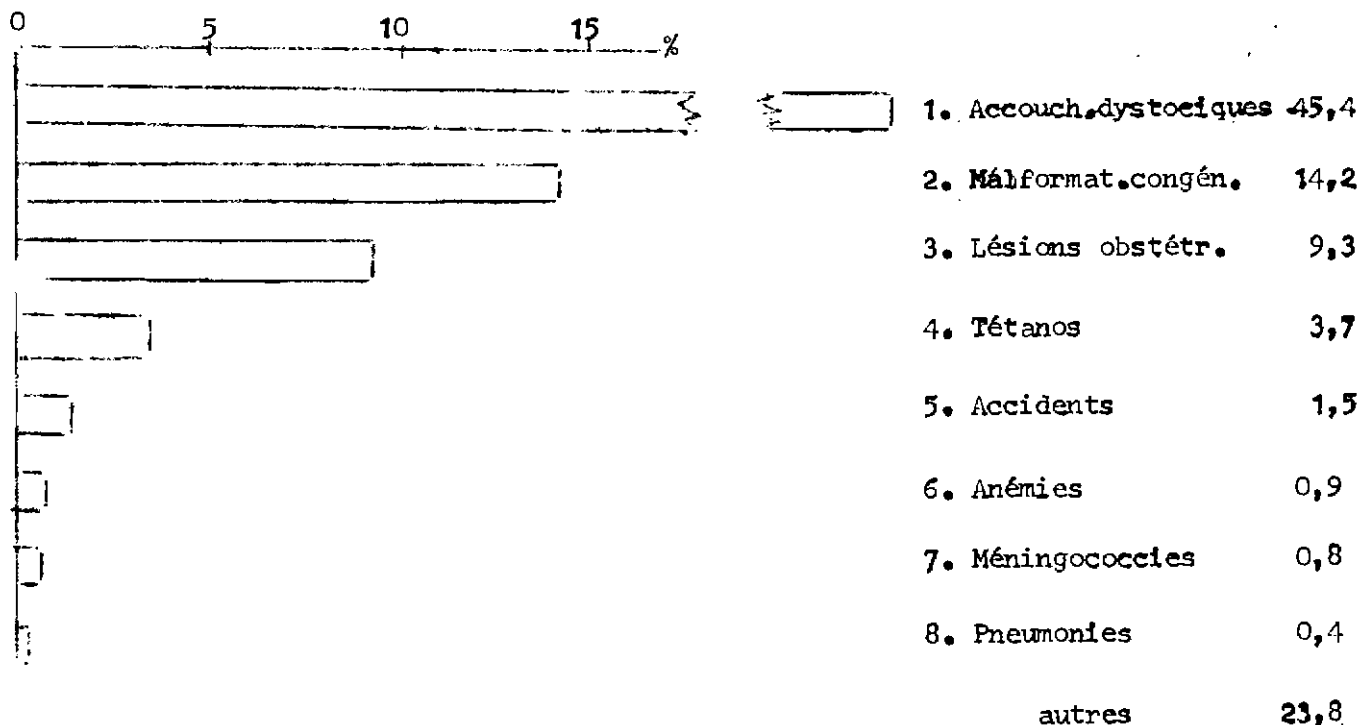 0 5 10 15 %
1. Accouch.dystociques 45,4
2. Malformat.congén. 14,2
3. Lésions obstétr. 9,3
4. Tétanos 3,7
5. Accidents 1,5
6. Anémies 0,9
7. Méningococcies 0,8
8. Pneumonies 0,4
autres 23,8